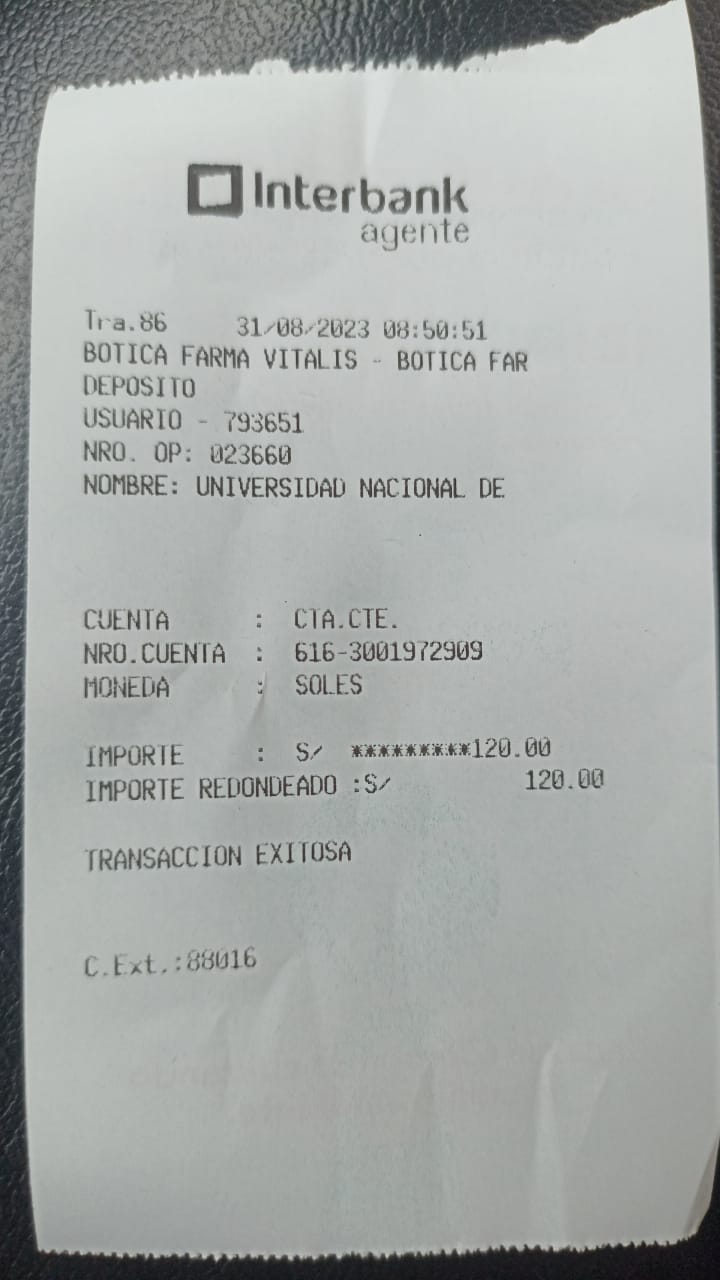 Interbank
agente
Tra.86 31/08/2023 08:50:51
BOTICA FARMA VITALIS - BOTICA FAR
DEPOSITO
USUARIO - 793651
NRO. OP: 023660
NOMBRE: UNIVERSIDAD NACIONAL DE
CUENTA : CTA.CTE.
NRO.CUENTA : 616-3001972909
MONEDA : SOLES
IMPORTE : S/ *********120.00
IMPORTE REDONDEADO :S/ 120.00
TRANSACCION EXITOSA
C.Ext.:88016